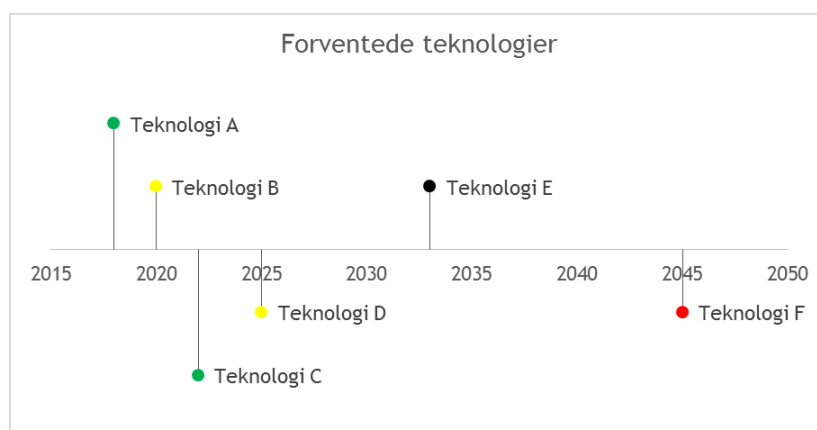 Forventede teknologier
Teknologi A
Teknologi B
Teknologi E
2015 2020 2025 2030 2035 2040 2045 2050
Teknologi D
Teknologi F
Teknologi C